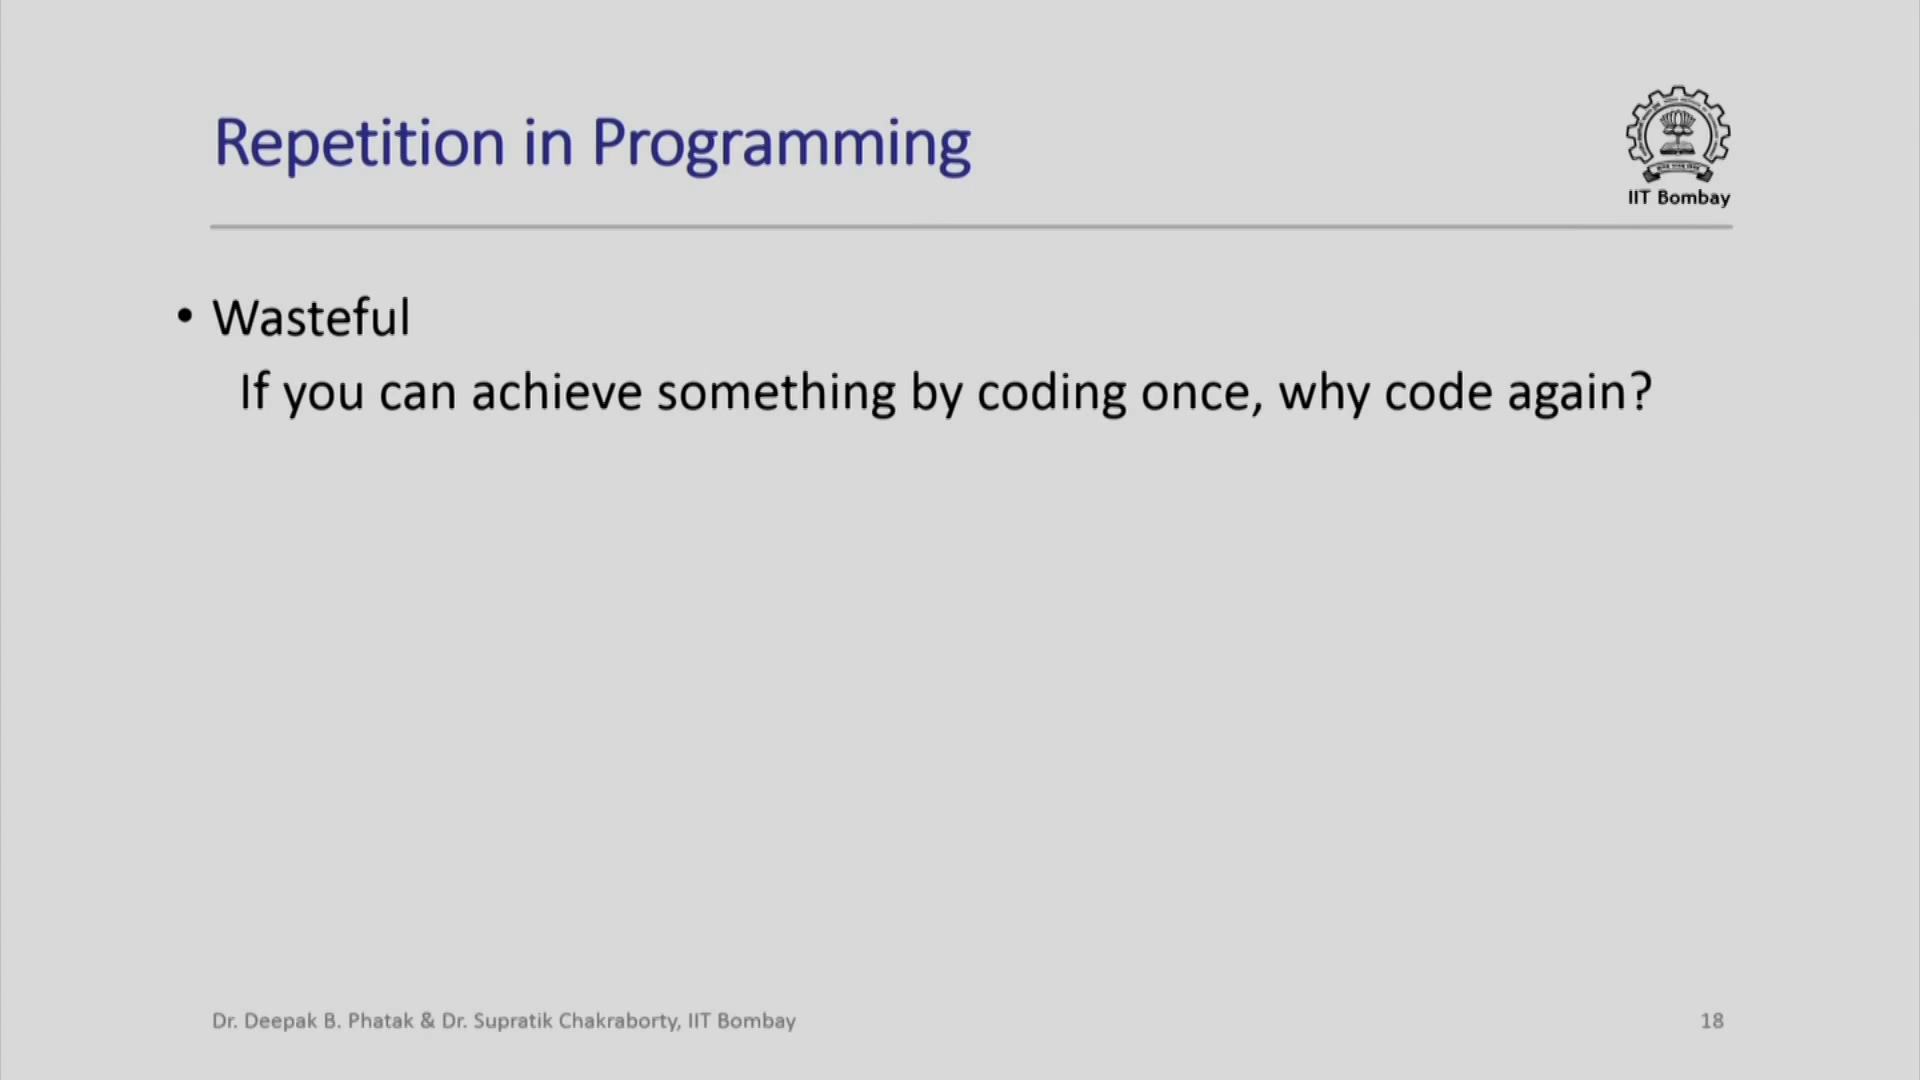 Repetition in Programming
IIT Bombay
• Wasteful
If you can achieve something by coding once, why code again?
Dr. Deepak B. Phatak & Dr. Supratik Chakraborty, IIT Bombay
18